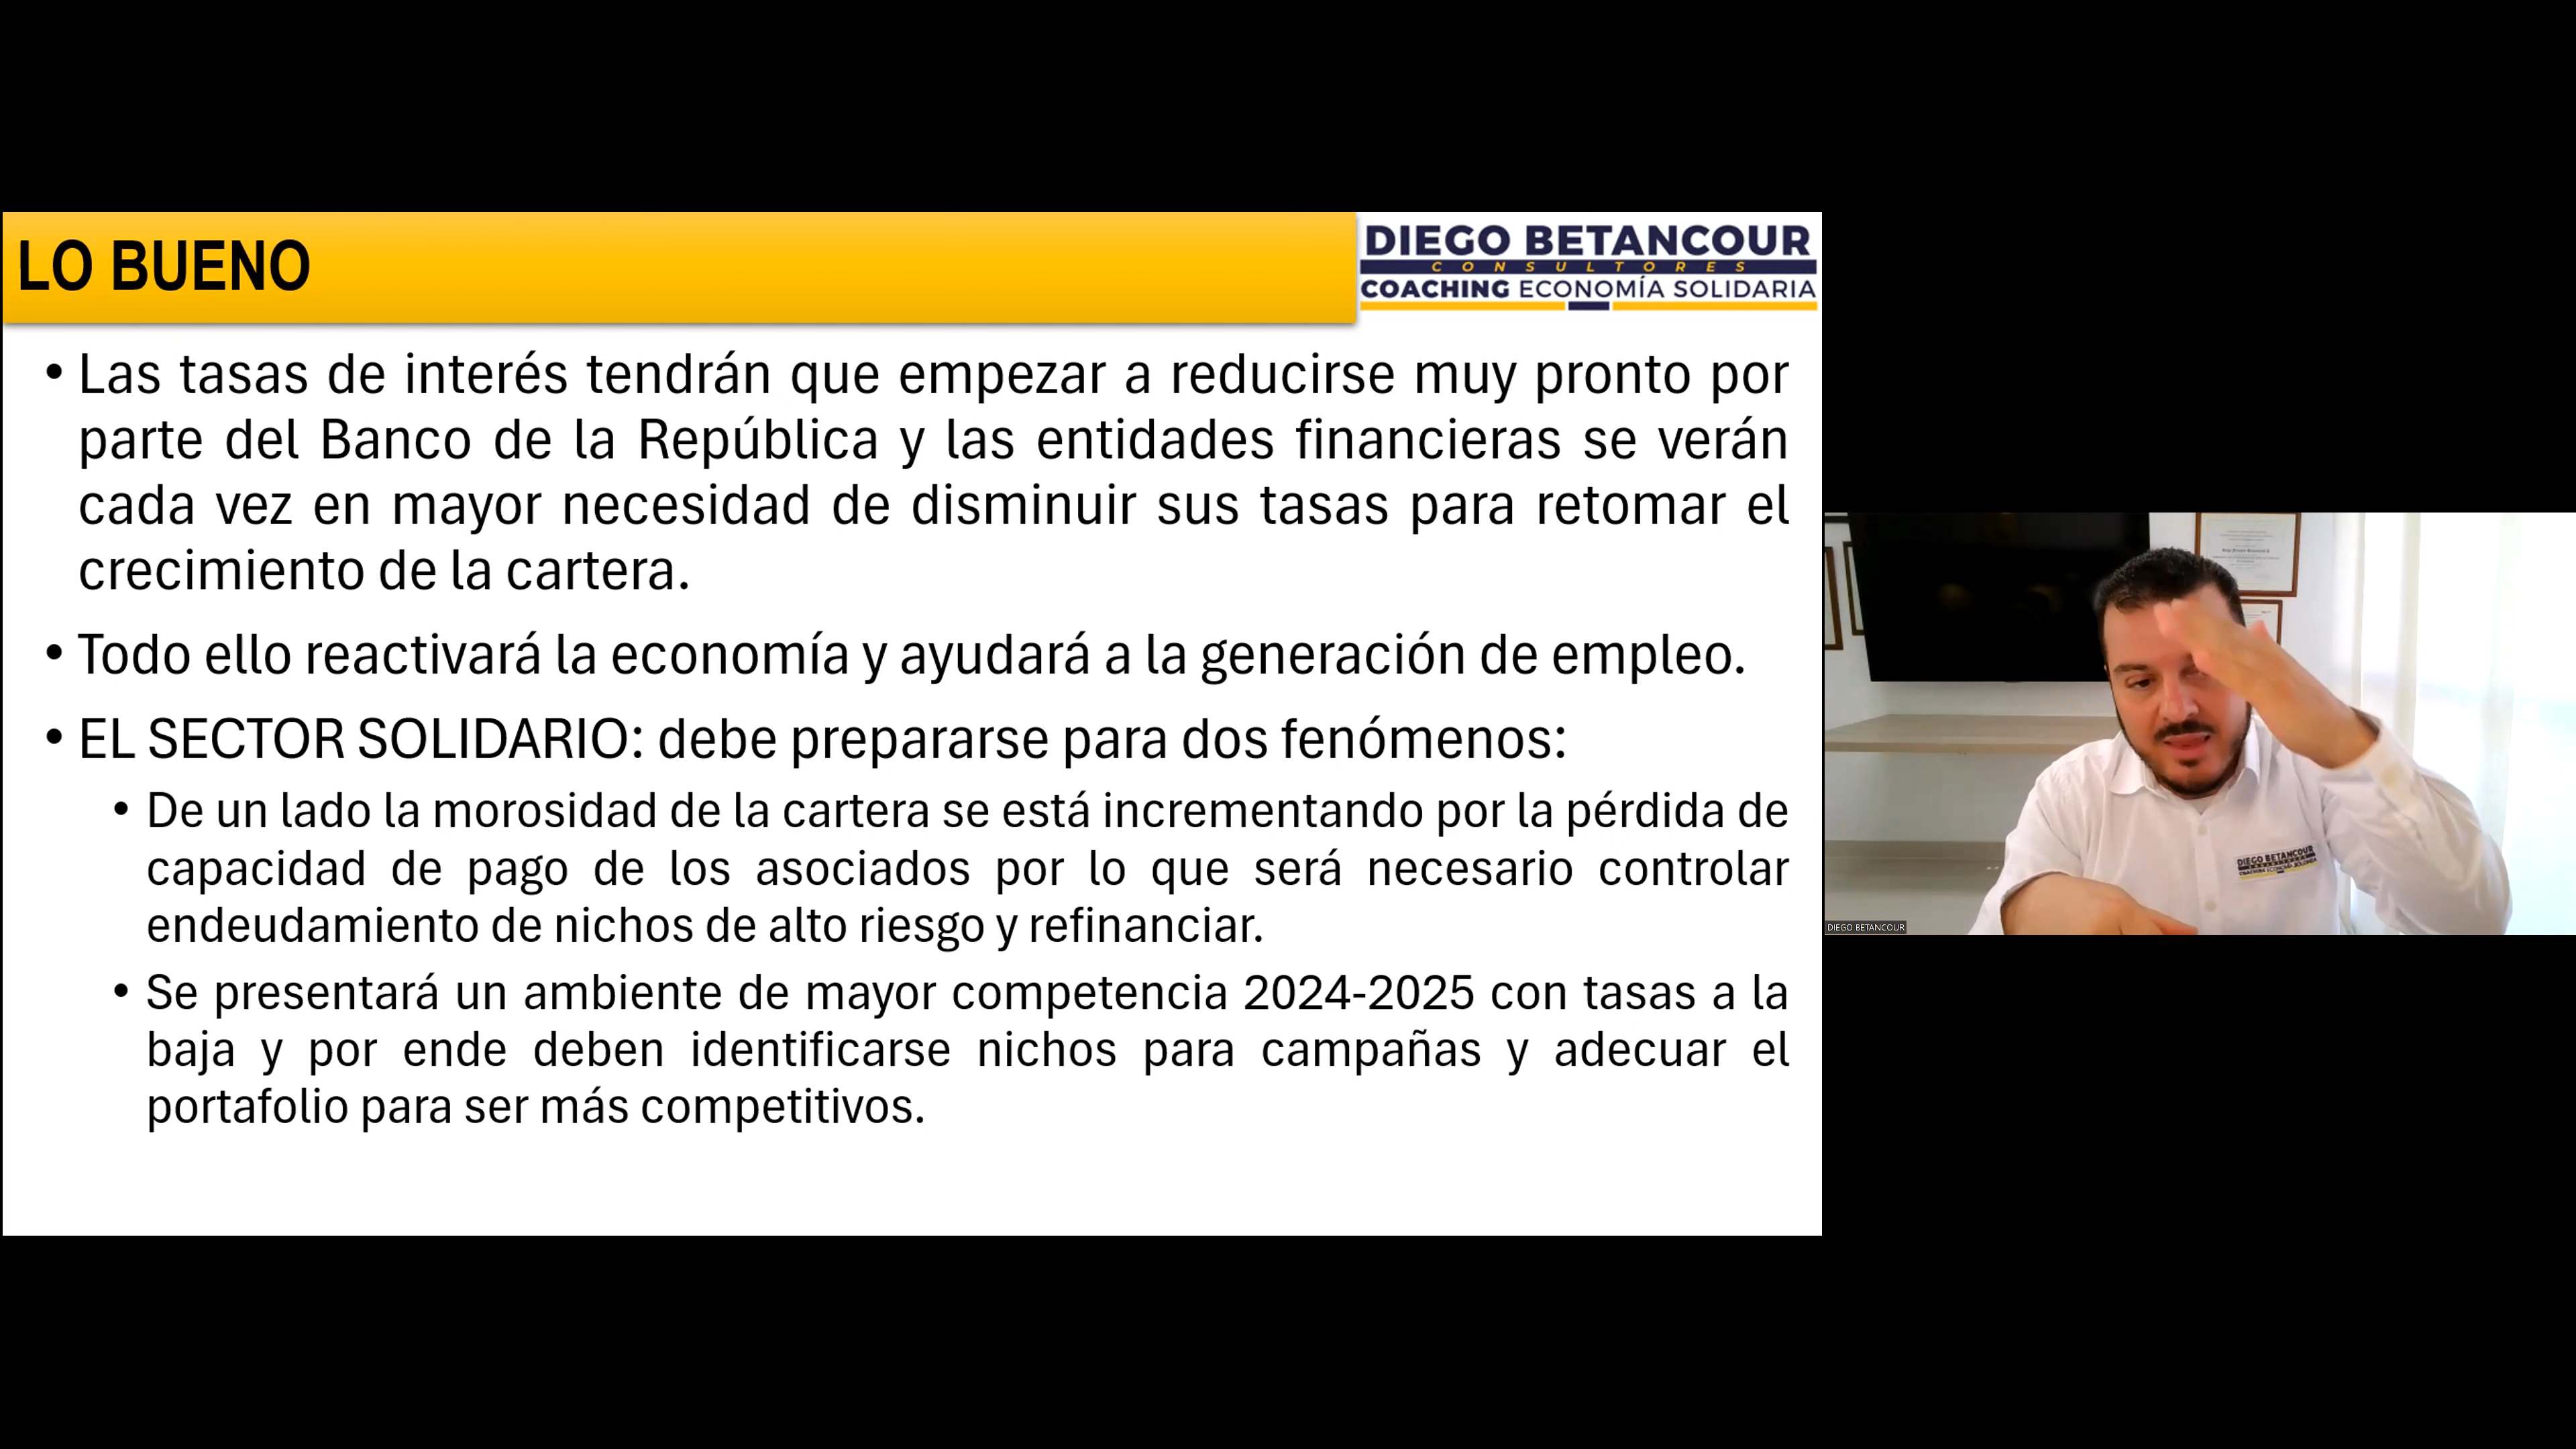 LO BUENO
DIEGO BETANCOUR
CONSULTORES
COACHING ECONOMÍA SOLIDARIA
• Las tasas de interés tendrán que empezar a reducirse muy pronto por
parte del Banco de la República y las entidades financieras se verán
cada vez en mayor necesidad de disminuir sus tasas para retomar el
crecimiento de la cartera.
• Todo ello reactivará la economía y ayudará a la generación de empleo.
• EL SECTOR SOLIDARIO: debe prepararse para dos fenómenos:
• De un lado la morosidad de la cartera se está incrementando por la pérdida de
capacidad de pago de los asociados por lo que será necesario controlar
endeudamiento de nichos de alto riesgo y refinanciar.
• Se presentará un ambiente de mayor competencia 2024-2025 con tasas a la
baja y por ende deben identificarse nichos para campañas y adecuar el
portafolio para ser más competitivos.
DIEGO BETANCOUR
COACHING ECONOMÍA SOLIDARIA
DIEGO BETANCOUR